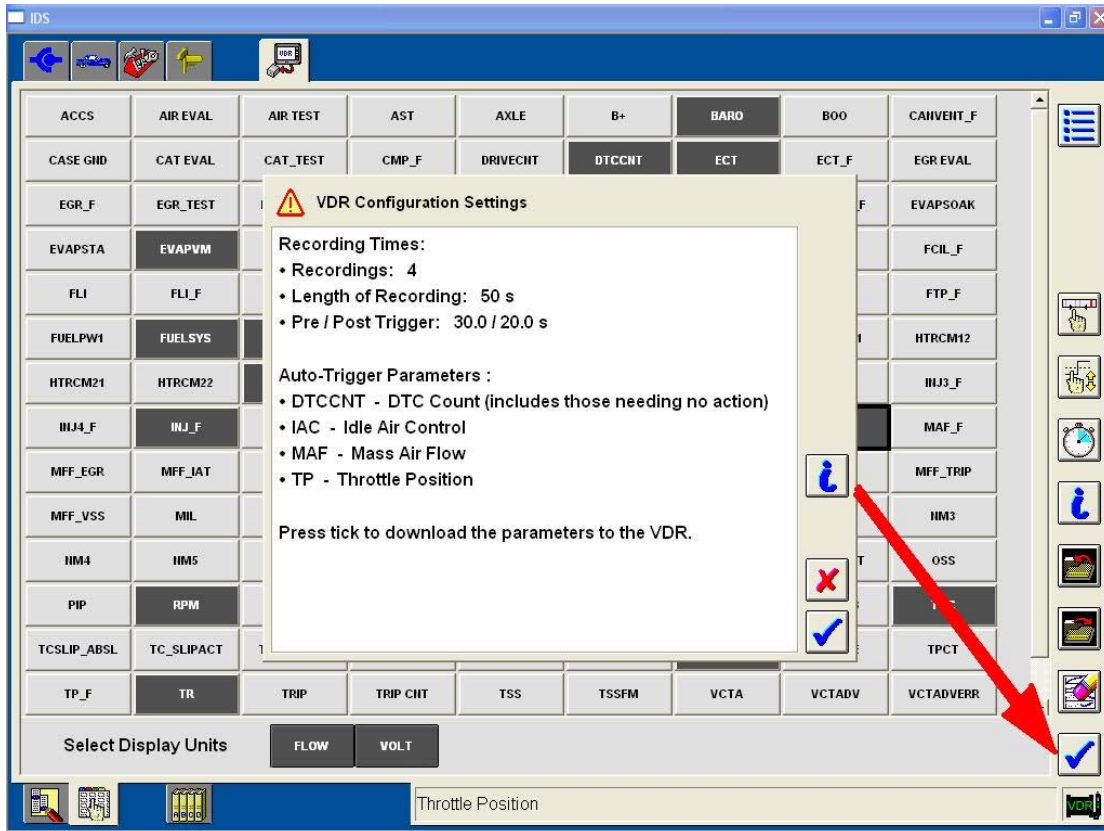 IDS
VDR
ACCS AIR EVAL AIR TEST AST AXLE B+ BARO BOO CANVENT_F
CASE GND CAT EVAL CAT_TEST CMP_F DRIVECNT DTCCNT ECT ECT_F EGR EVAL
EGR_F EGR_TEST EVAPSOAK
VDR Configuration Settings
EVAPSTA EVAPVM FCIL_F
Recording Times:
• Recordings: 4
FLI FLI_F FTP_F
• Length of Recording: 50 s
• Pre / Post Trigger: 30.0 / 20.0 s
FUELPW1 FUELSYS HTRCM12
HTRCM21 HTRCM22 INJ3_F
Auto-Trigger Parameters :
• DTCCNT - DTC Count (includes those needing no action)
INJ4_F INJ_F MAF_F
• IAC - Idle Air Control
• MAF - Mass Air Flow
MFF_EGR MFF_IAT MFF_TRIP
• TP - Throttle Position
MFF_VSS MIL NM3
Press tick to download the parameters to the VDR.
NM4 NM5 OSS
PIP RPM
TCSLIP_ABSL TC_SLIPACT TPCT
TP_F TR TRIP TRIP CNT TSS TSSFM VCTA VCTADV VCTADVERR
Select Display Units FLOW VOLT
ABCD
Throttle Position
VDR